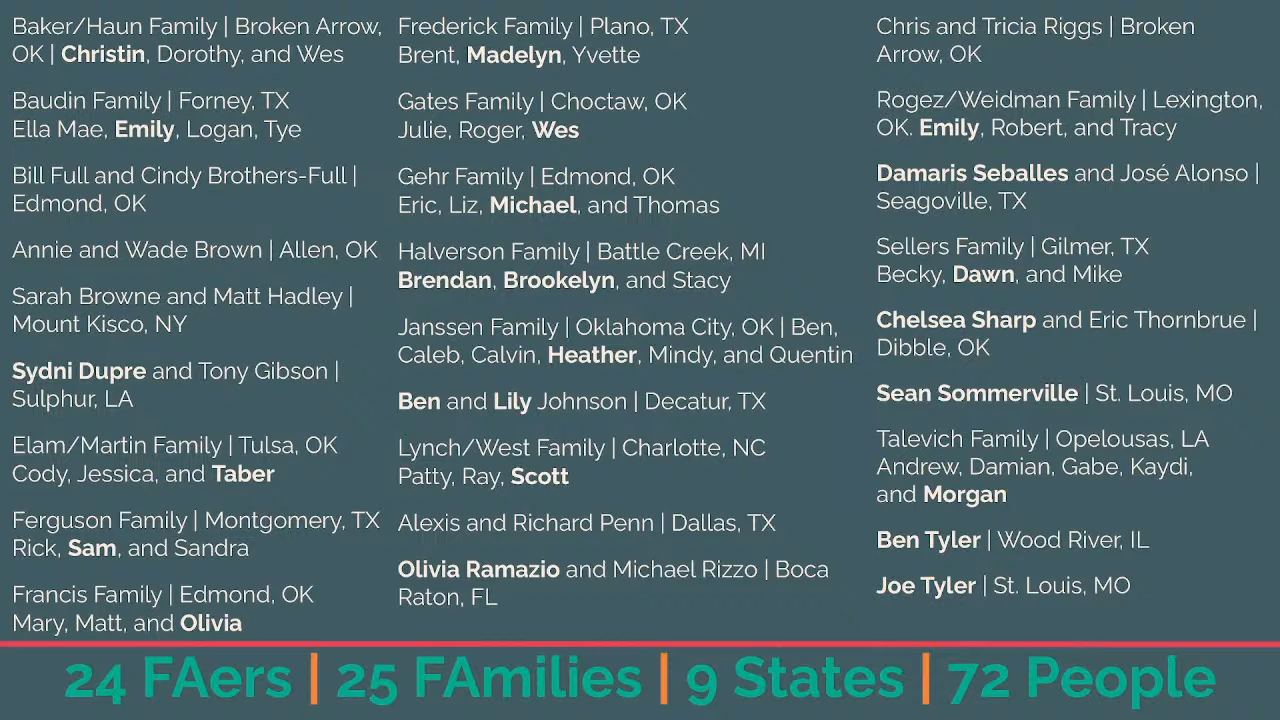 Baker/Haun Family | Broken Arrow,
OK | Christin, Dorothy, and Wes
Baudin Family | Forney, TX
Ella Mae, Emily, Logan, Tye
Bill Full and Cindy Brothers-Full |
Edmond, OK
Annie and Wade Brown | Allen, OK
Sarah Browne and Matt Hadley |
Mount Kisco, NY
Sydni Dupre and Tony Gibson |
Sulphur, LA
Elam/Martin Family | Tulsa, OK
Cody, Jessica, and Taber
Ferguson Family | Montgomery, TX
Rick, Sam, and Sandra
Francis Family | Edmond, OK
Mary, Matt, and Olivia
Frederick Family | Plano, TX
Brent, Madelyn, Yvette
Gates Family | Choctaw, OK
Julie, Roger, Wes
Gehr Family | Edmond, OK
Eric, Liz, Michael, and Thomas
Halverson Family | Battle Creek, MI
Brendan, Brookelyn, and Stacy
Janssen Family | Oklahoma City, OK | Ben,
Caleb, Calvin, Heather, Mindy, and Quentin
Ben and Lily Johnson | Decatur, TX
Lynch/West Family | Charlotte, NC
Patty, Ray, Scott
Alexis and Richard Penn | Dallas, TX
Olivia Ramazio and Michael Rizzo | Boca
Raton, FL
Chris and Tricia Riggs | Broken
Arrow, OK
Rogez/Weidman Family | Lexington,
OK. Emily, Robert, and Tracy
Damaris Seballes and José Alonso |
Seagoville, TX
Sellers Family | Gilmer, TX
Becky, Dawn, and Mike
Chelsea Sharp and Eric Thornbrue |
Dibble, OK
Sean Sommerville | St. Louis, MO
Talevich Family | Opelousas, LA
Andrew, Damian, Gabe, Kaydi,
and Morgan
Ben Tyler | Wood River, IL
Joe Tyler | St. Louis, MO
24 FAers | 25 FAmilies | 9 States | 72 People